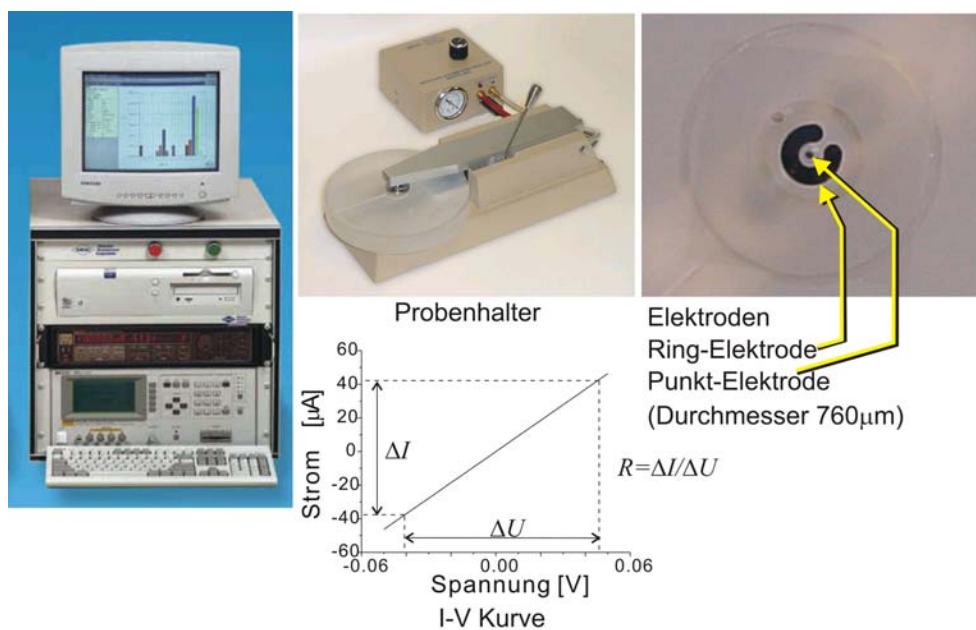 Probenhalter
Elektroden
Ring-Elektrode
Punkt-Elektrode
(Durchmesser 760µm)
60
40
20
0
-20
-40
-60
Strom [µA]
ΔI
ΔU
R=ΔI/ΔU
-0.06
0.00
0.06
Spannung [V]
I-V Kurve